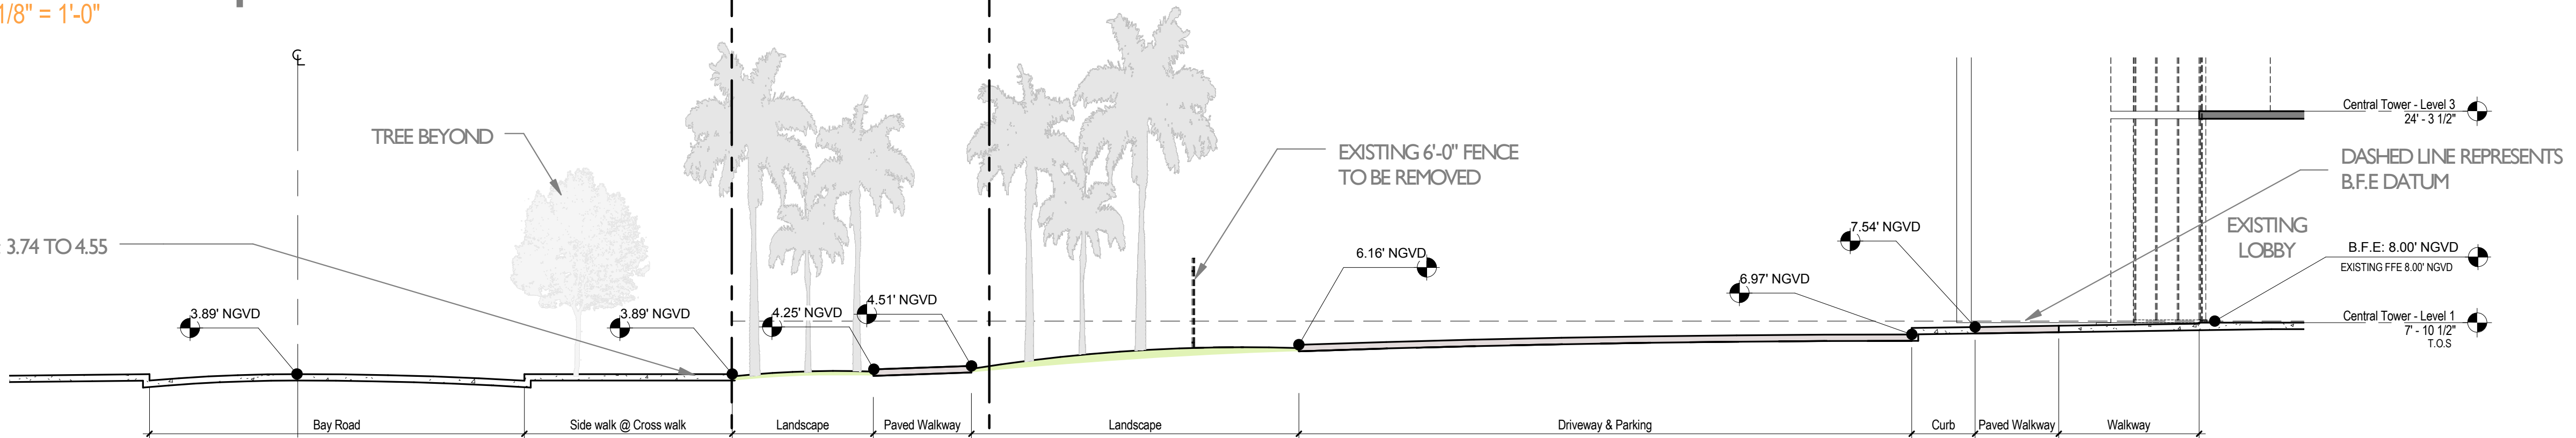 1/8" = 1'-0"
℄
TREE BEYOND
3.74 TO 4.55
3.89' NGVD
3.89' NGVD
4.25' NGVD
4.51' NGVD
EXISTING 6'-0" FENCE
TO BE REMOVED
6.16' NGVD
6.97' NGVD
7.54' NGVD
Central Tower - Level 3
24' - 3 1/2"
DASHED LINE REPRESENTS
B.F.E DATUM
EXISTING
LOBBY
B.F.E: 8.00' NGVD
EXISTING FFE 8.00' NGVD
Central Tower - Level 1
7' - 10 1/2"
T.O.S
Bay Road
Side walk @ Cross walk
Landscape
Paved Walkway
Landscape
Driveway & Parking
Curb
Paved Walkway
Walkway